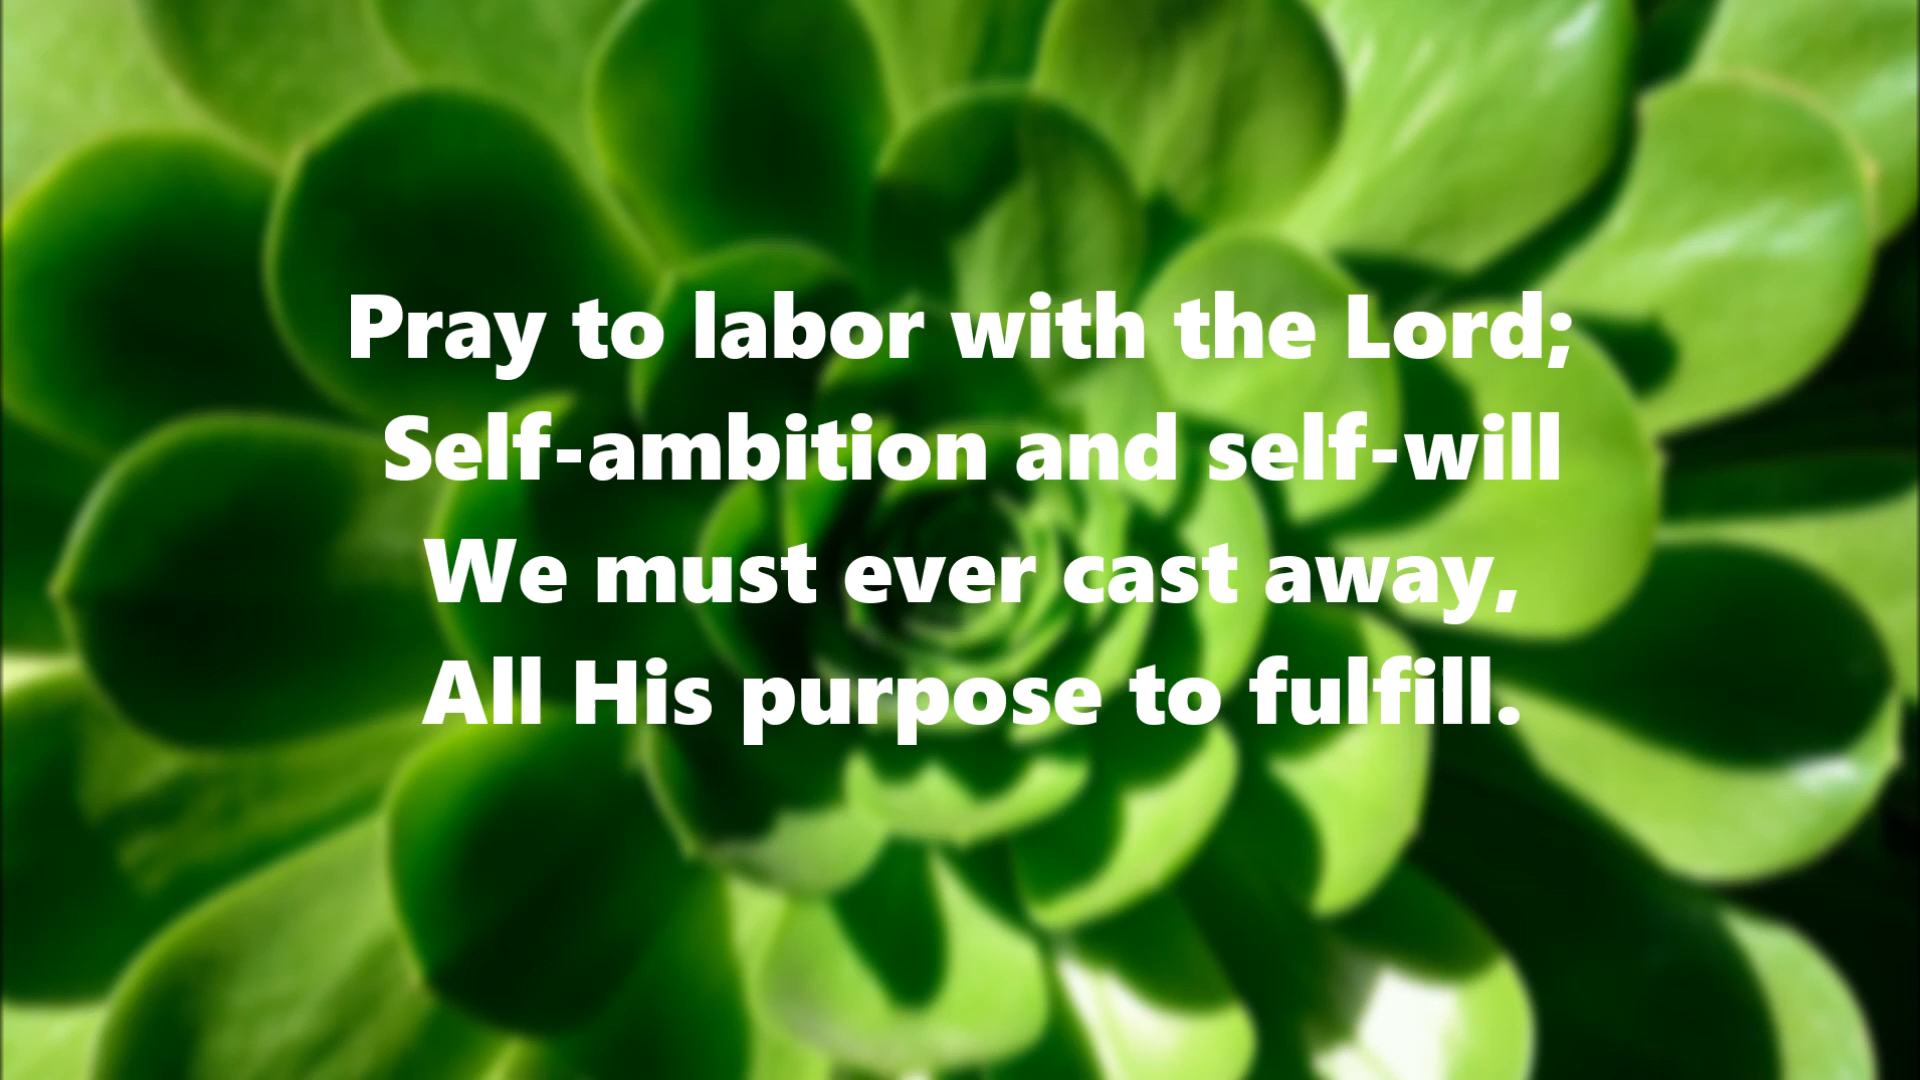 Pray to labor with the Lord;
Self-ambition and self-will
We must ever cast away,
All His purpose to fulfill.